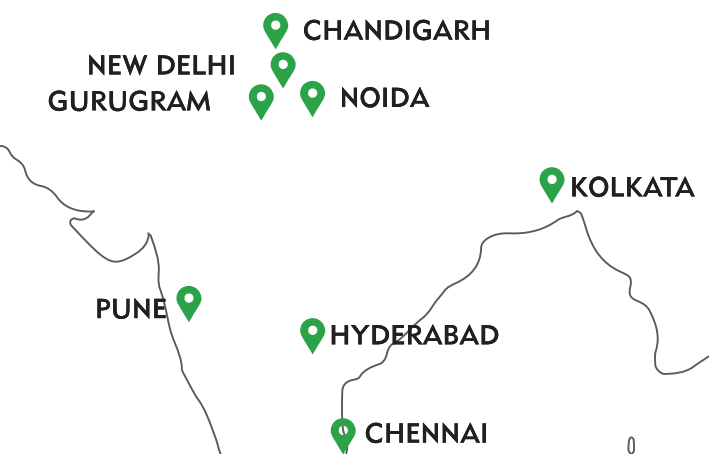 CHANDIGARH
NEW DELHI
GURUGRAM
NOIDA
KOLKATA
PUNE
HYDERABAD
CHENNAI